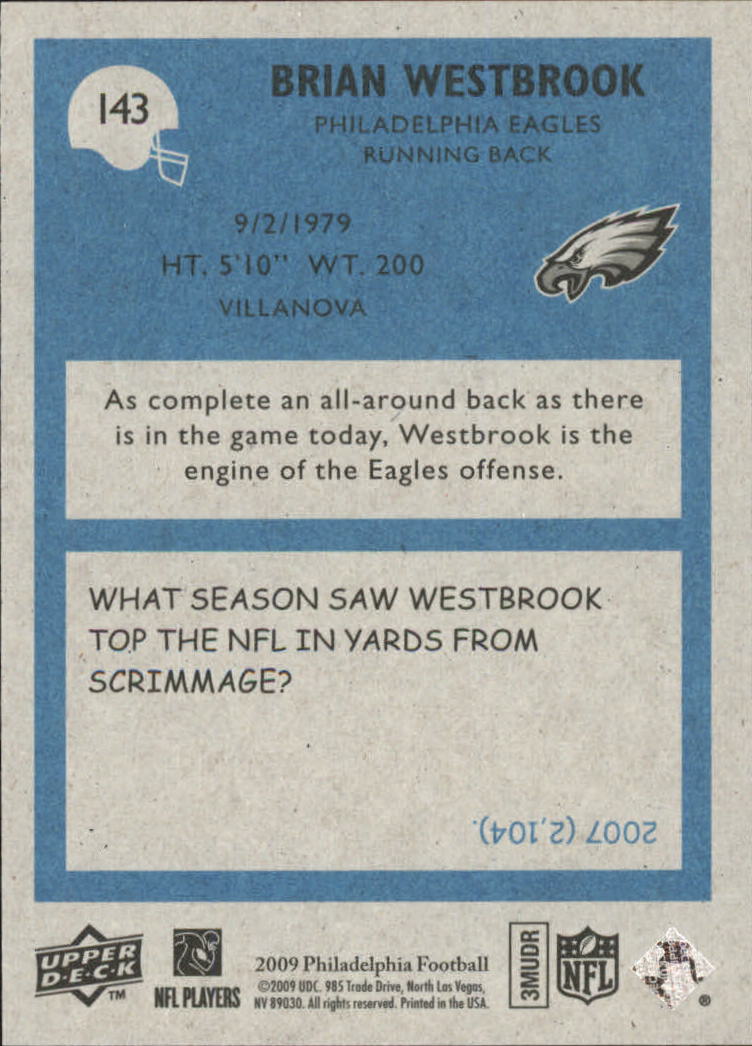 143
BRIAN WESTBROOK
PHILADELPHIA EAGLES
RUNNING BACK
9/2/1979
HT. 5'10" WT. 200
VILLANOVA
As complete an all-around back as there
is in the game today, Westbrook is the
engine of the Eagles offense.
WHAT SEASON SAW WESTBROOK
TOP THE NFL IN YARDS FROM
SCRIMMAGE?
2007 (2,104).
UPPER
D·E·C·K
TM
NFL PLAYERS
2009 Philadelphia Football
©2009 UDC. 985 Trade Drive, North Las Vegas,
NV 89030. All rights reserved. Printed in the USA.
3MUDR
NFL
®